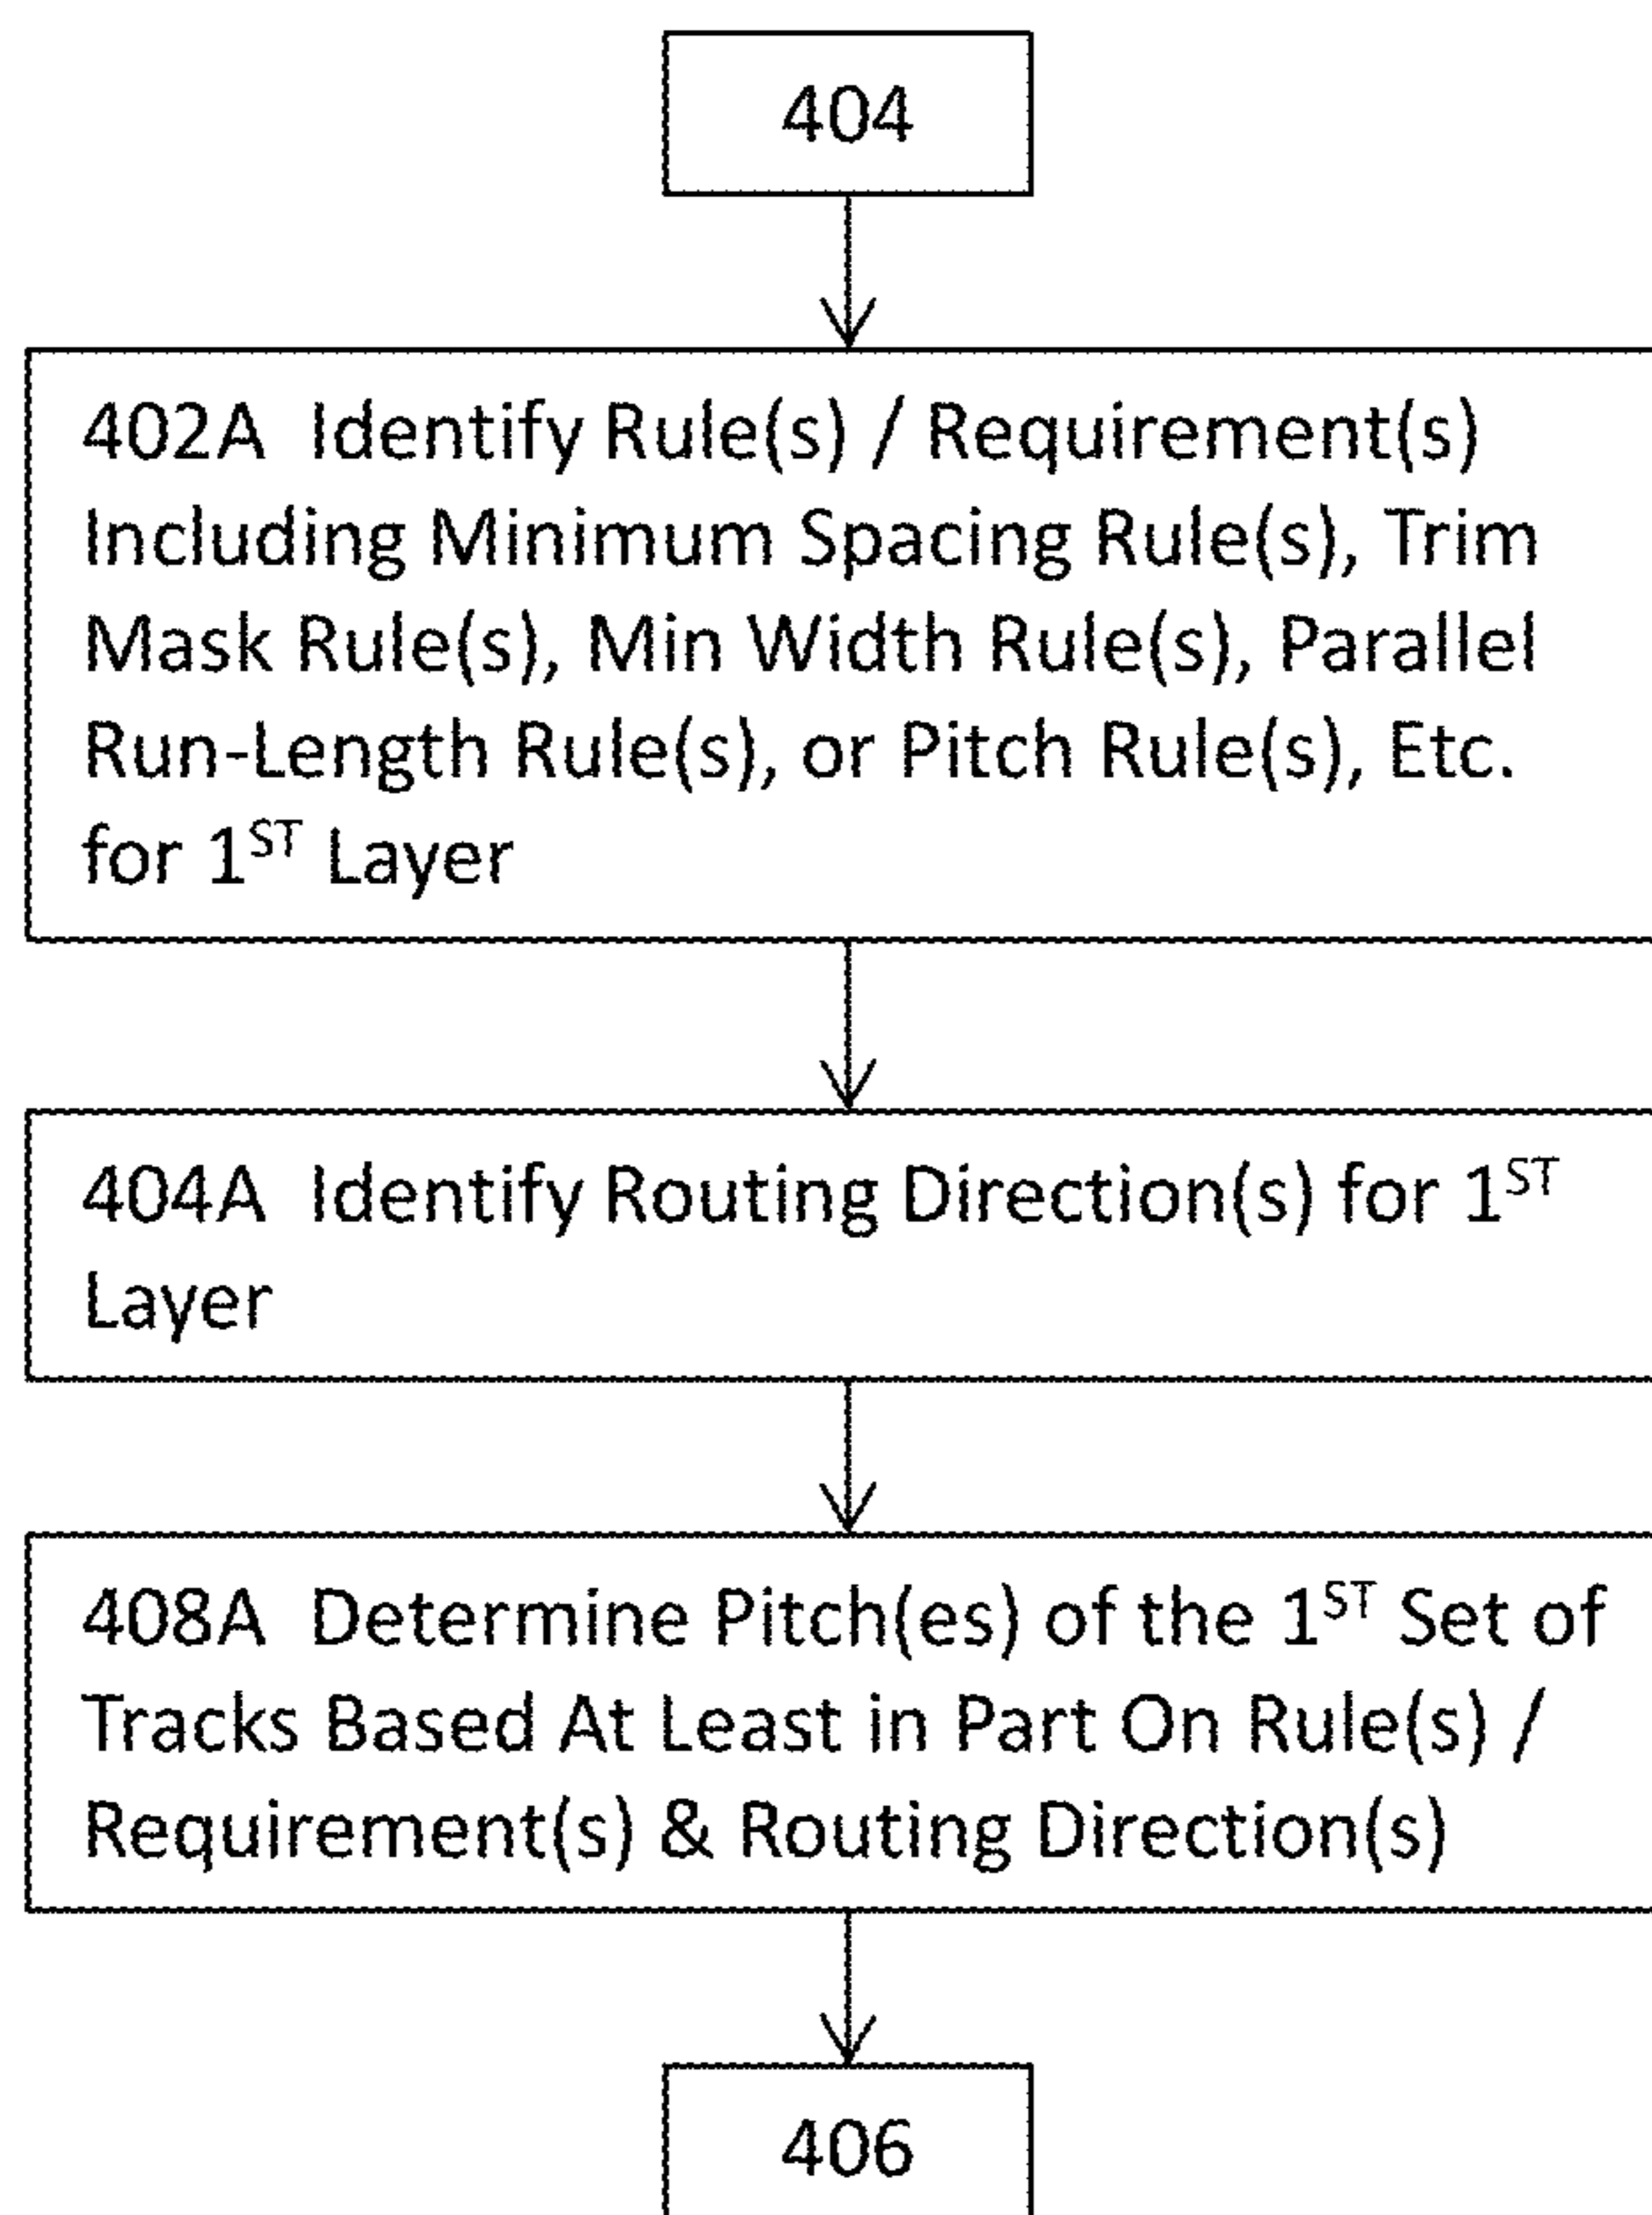 404
402A Identify Rule(s) / Requirement(s)
Including Minimum Spacing Rule(s), Trim
Mask Rule(s), Min Width Rule(s), Parallel
Run-Length Rule(s), or Pitch Rule(s), Etc.
for 1ST Layer
404A Identify Routing Direction(s) for 1ST
Layer
408A Determine Pitch(es) of the 1ST Set of
Tracks Based At Least in Part On Rule(s) /
Requirement(s) & Routing Direction(s)
406